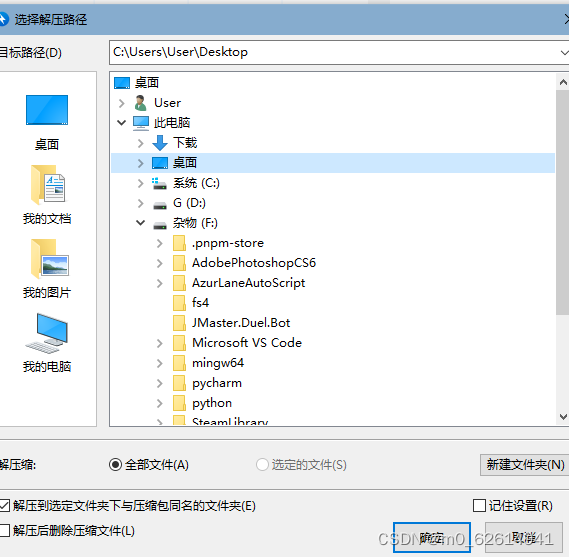 选择解压路径
目标路径(D)
C:\Users\User\Desktop
桌面
我的文档
我的图片
我的电脑
桌面
User
此电脑
下载
桌面
系统 (C:)
G (D:)
杂物 (F:)
.pnpm-store
AdobePhotoshopCS6
AzurLaneAutoScript
fs4
JMaster.Duel.Bot
Microsoft VS Code
mingw64
pycharm
python
SteamLibrary
解压缩:
全部文件(A)
选定的文件(S)
新建文件夹(N)
解压到选定文件夹下与压缩包同名的文件夹(E)
记住设置(R)
解压后删除压缩文件(L)
确定
取消
CSDN @m0_62614841